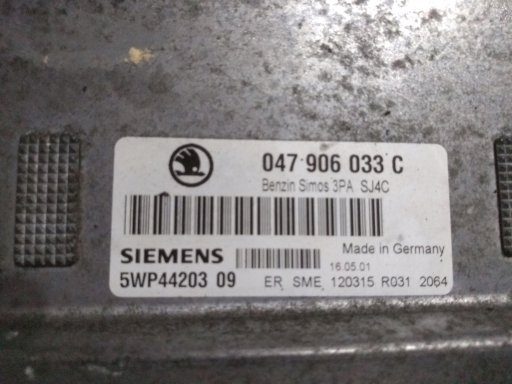 047 906 033 C
Benzin Simos 3PA SJ4C
SIEMENS
Made in Germany
16.05.01
5WP44203 09
ER SME 120315 R031 2064